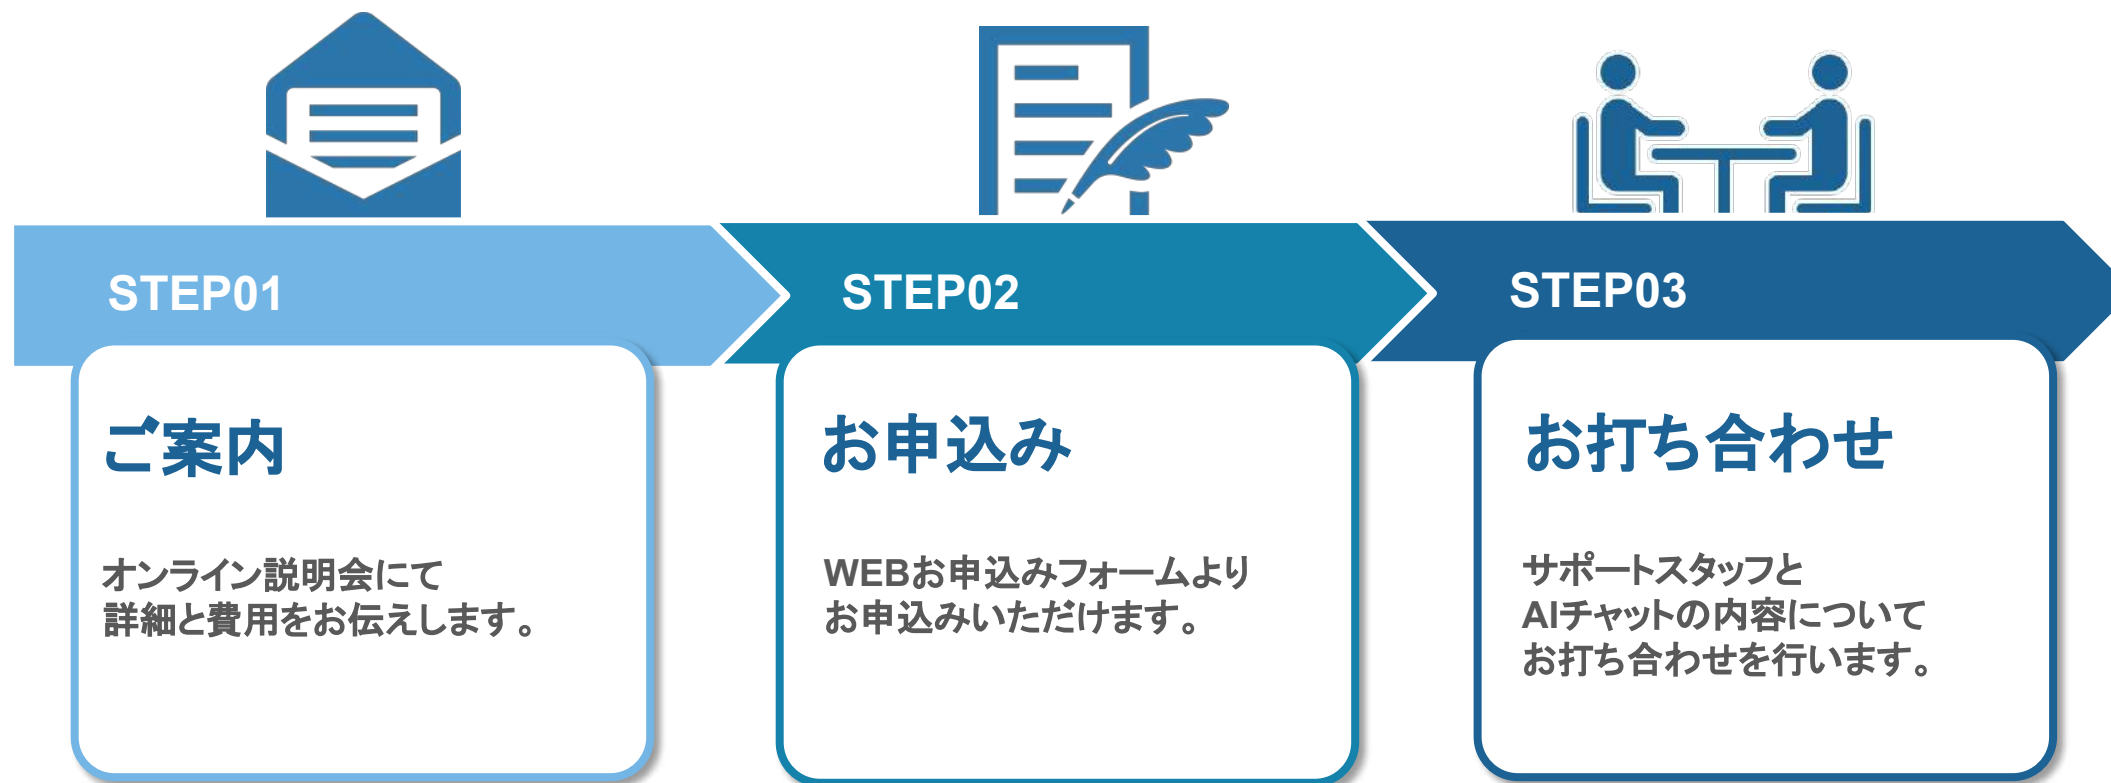 STEP01
ご案内
オンライン説明会にて
詳細と費用をお伝えします。
STEP02
お申込み
WEBお申込みフォームより
お申込みいただけます。
STEP03
お打ち合わせ
サポートスタッフと
AIチャットの内容について
お打ち合わせを行います。